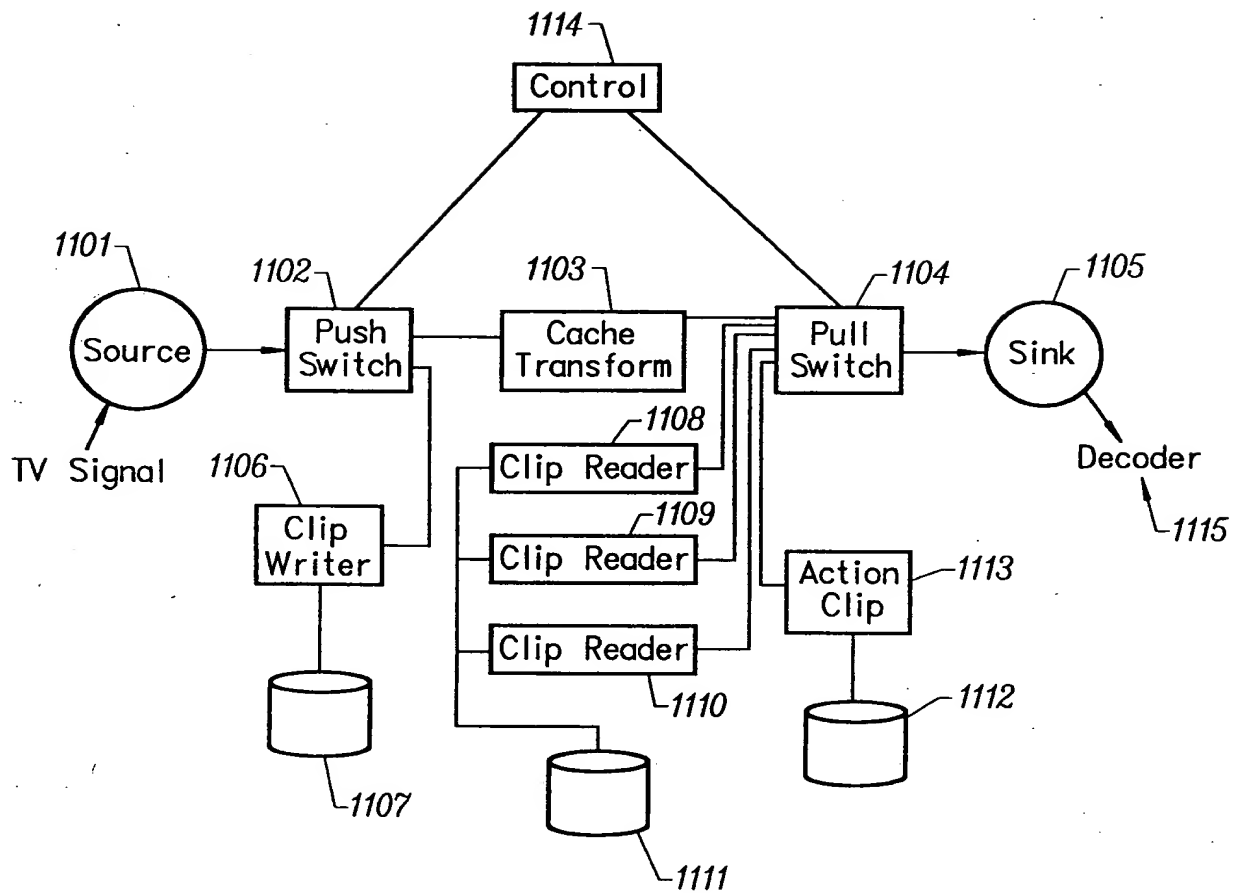 1114
Control
1101
1102
1103
1104
1105
Source
Push
Switch
Cache
Transform
Pull
Switch
Sink
TV Signal
1106
Clip
Writer
1107
1108
Clip Reader
1109
Clip Reader
Clip Reader
1110
1111
Decoder
1115
Action
Clip
1113
1112